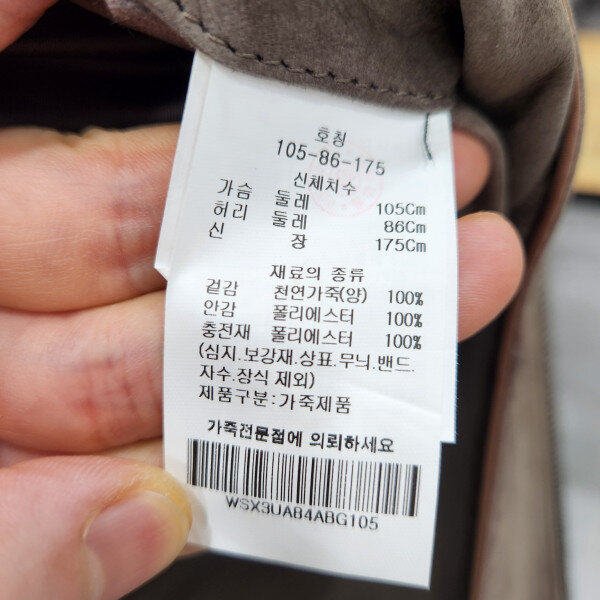 호칭
105-86-175
신체치수
가슴 둘레 105Cm
허리 둘레 86Cm
신 장 175Cm
재료의 종류
겉감 천연가죽(양) 100%
안감 폴리에스터 100%
충전재 폴리에스터 100%
(심지.보강재.상표.무늬.밴드.
자수.장식 제외)
제품구분:가죽제품
가죽전문점에 의뢰하세요
WSX3UAB4ABG105